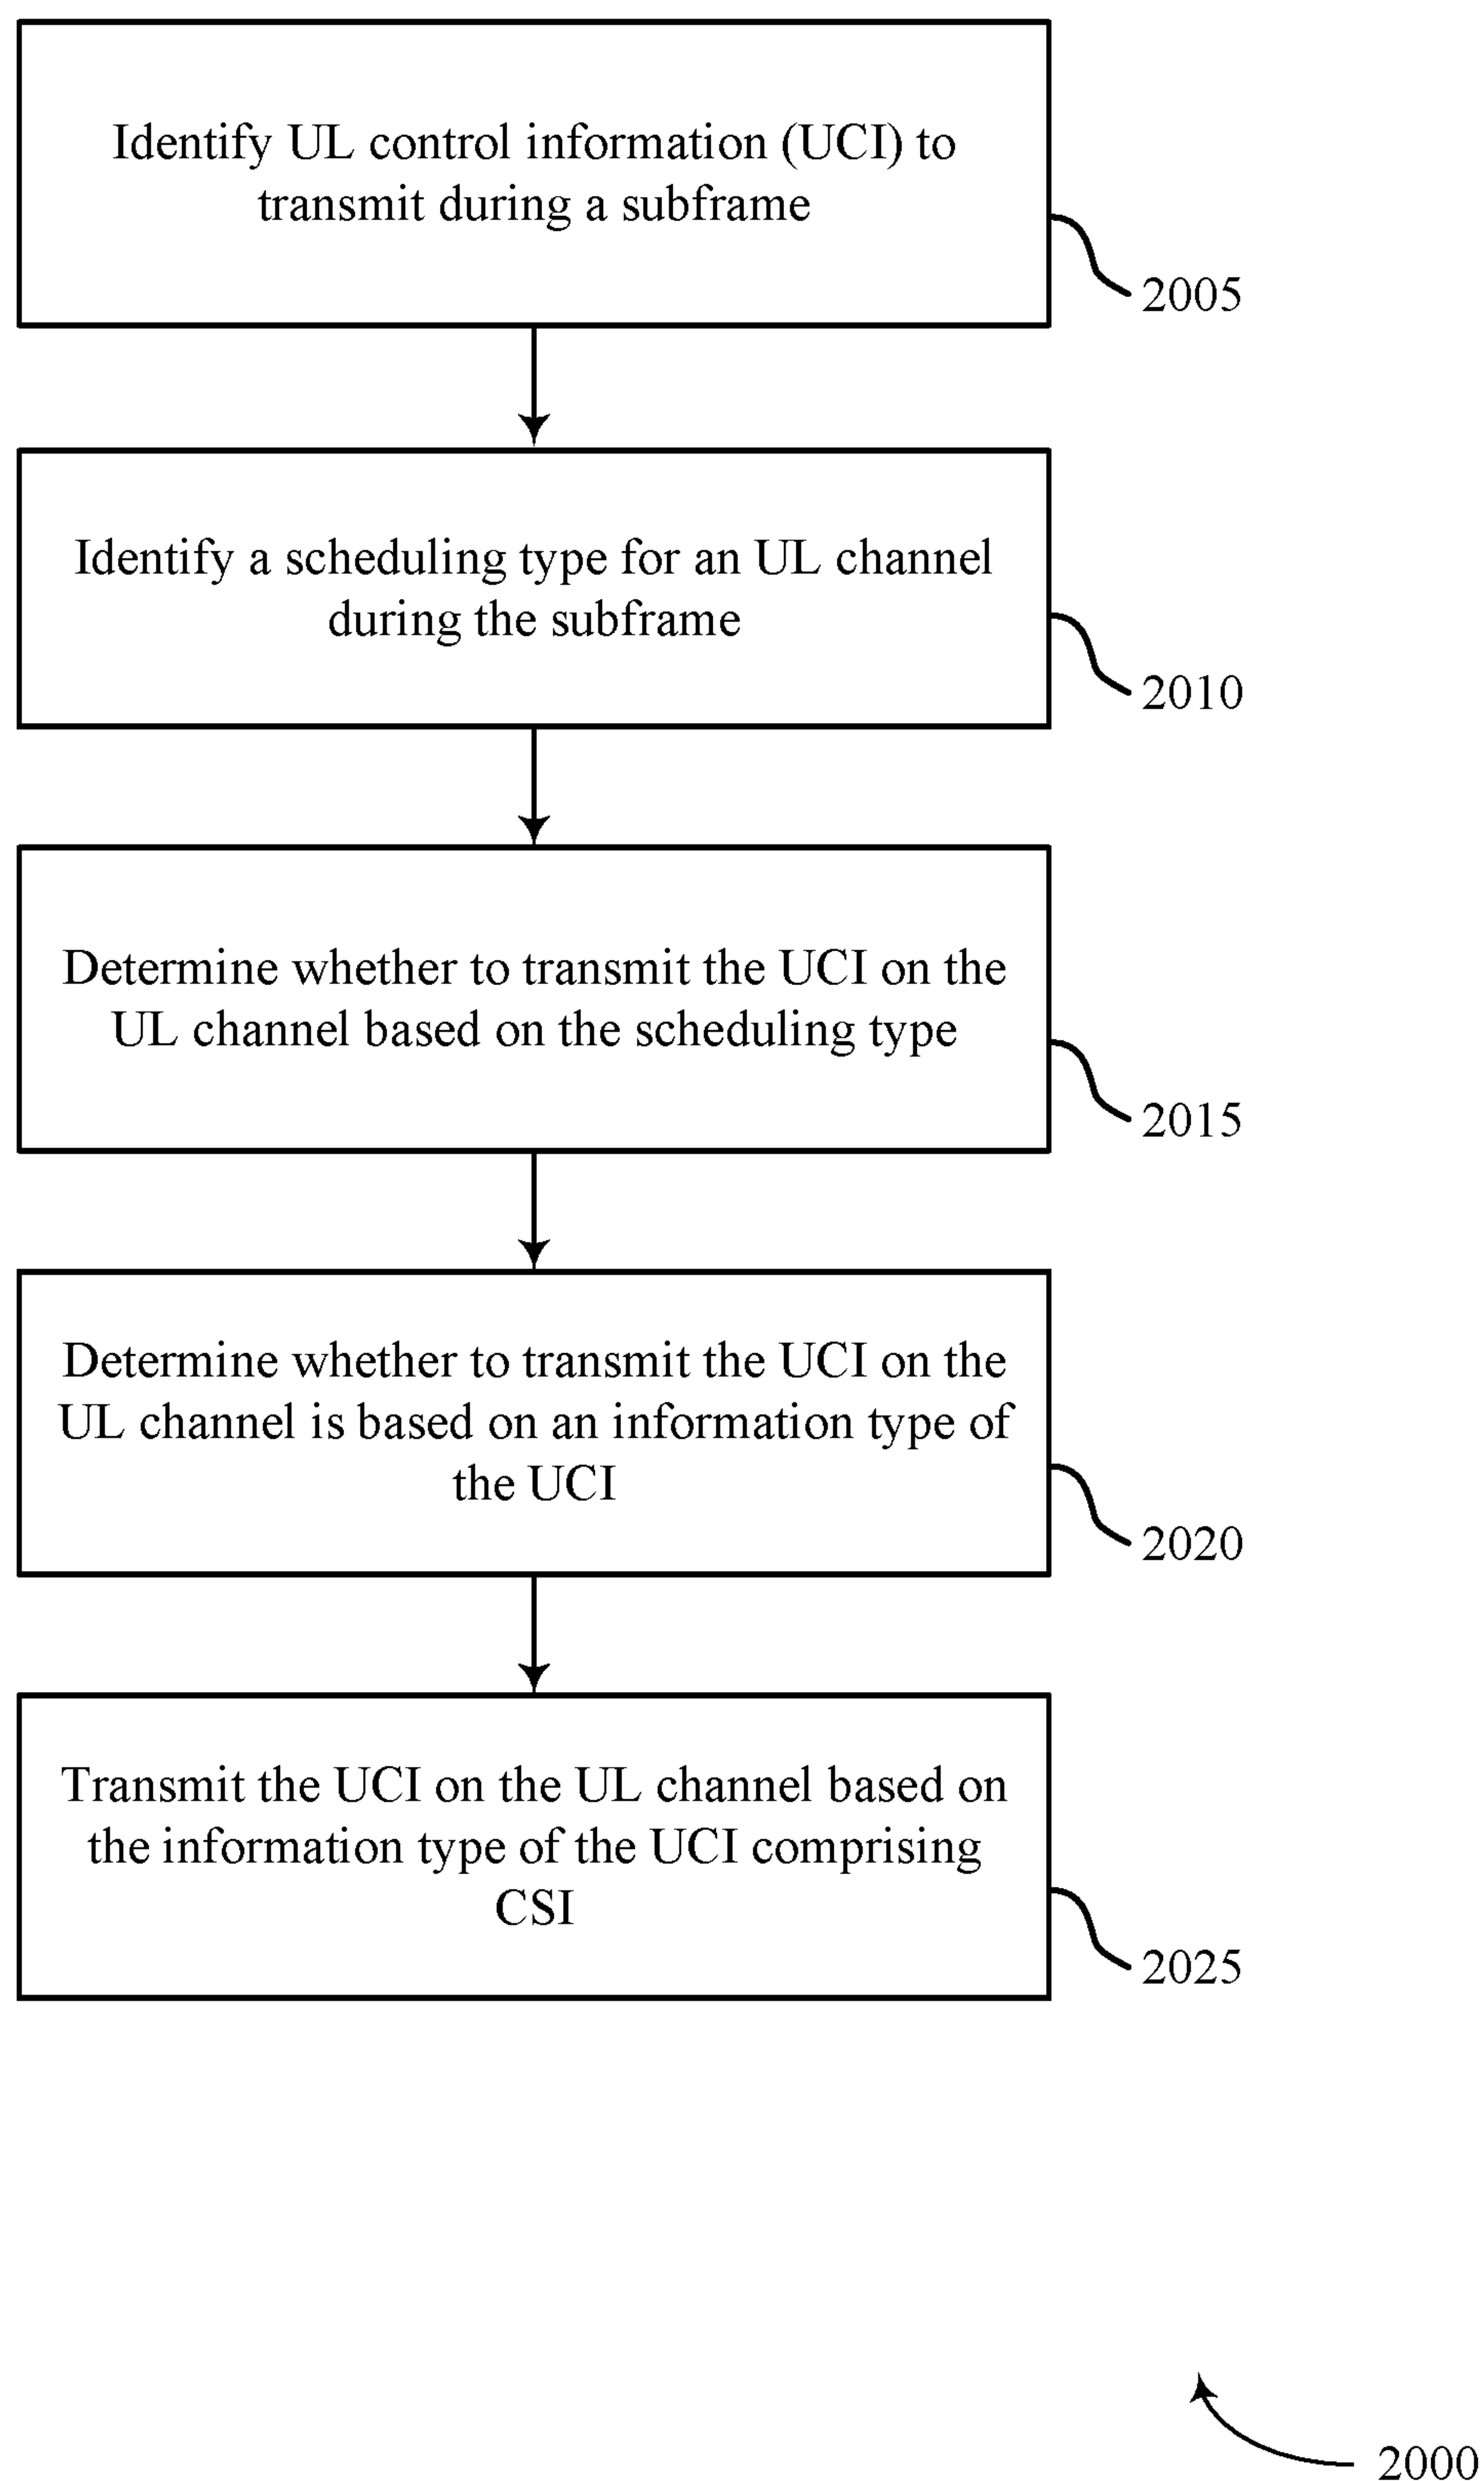 Identify UL control information (UCI) to
transmit during a subframe
2005
Identify a scheduling type for an UL channel
during the subframe
2010
Determine whether to transmit the UCI on the
UL channel based on the scheduling type
2015
Determine whether to transmit the UCI on the
UL channel is based on an information type of
the UCI
2020
Transmit the UCI on the UL channel based on
the information type of the UCI comprising
CSI
2025
2000